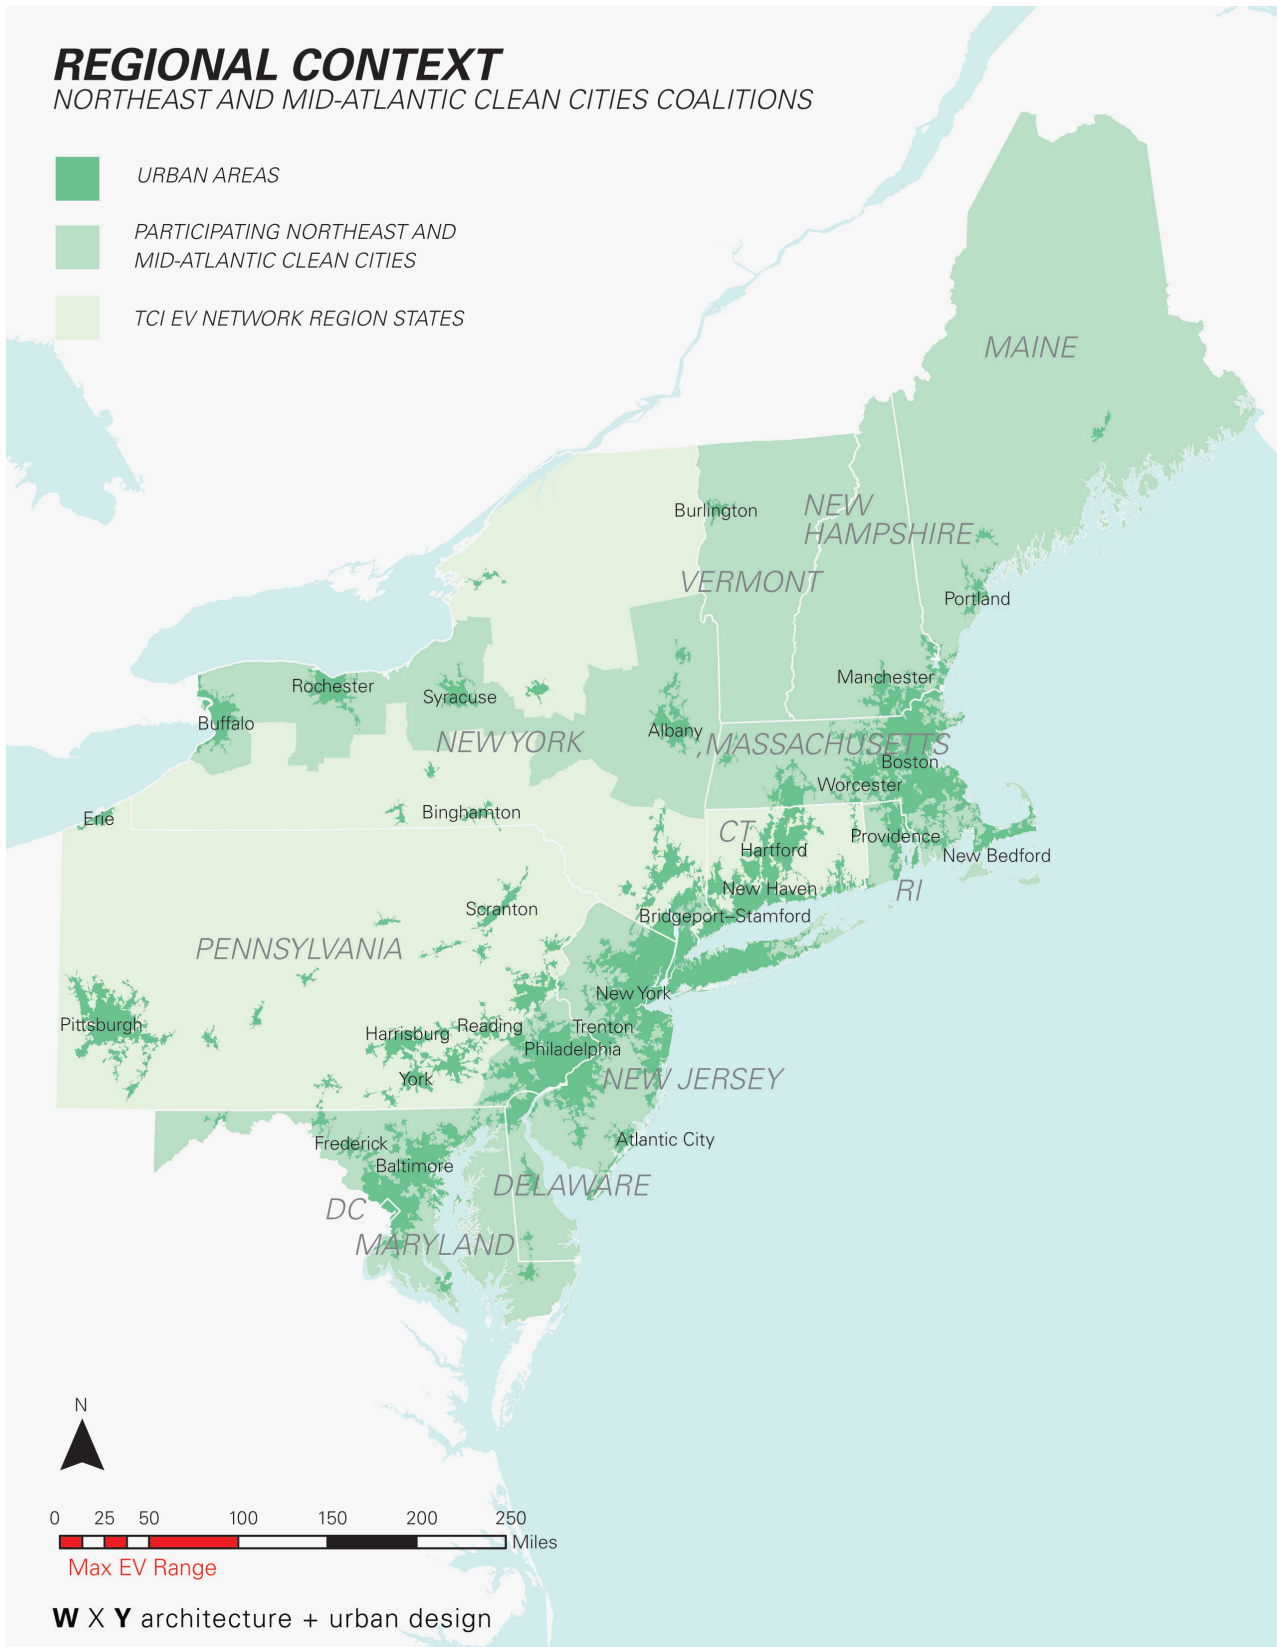 REGIONAL CONTEXT
NORTHEAST AND MID-ATLANTIC CLEAN CITIES COALITIONS
URBAN AREAS
PARTICIPATING NORTHEAST AND
MID-ATLANTIC CLEAN CITIES
TCI EV NETWORK REGION STATES
MAINE
Burlington
NEW
HAMPSHIRE
VERMONT
Portland
Manchester
Rochester
Syracuse
Buffalo
Albany
NEW YORK
MASSACHUSETTS
Boston
Worcester
Erie
Binghamton
CT
Hartford
Providence
New Bedford
New Haven
RI
Scranton
Bridgeport–Stamford
PENNSYLVANIA
New York
Pittsburgh
Harrisburg
Reading
Trenton
Philadelphia
York
NEW JERSEY
Frederick
Atlantic City
Baltimore
DELAWARE
DC
MARYLAND
N
0 25 50 100 150 200 250
Miles
Max EV Range
W X Y architecture + urban design